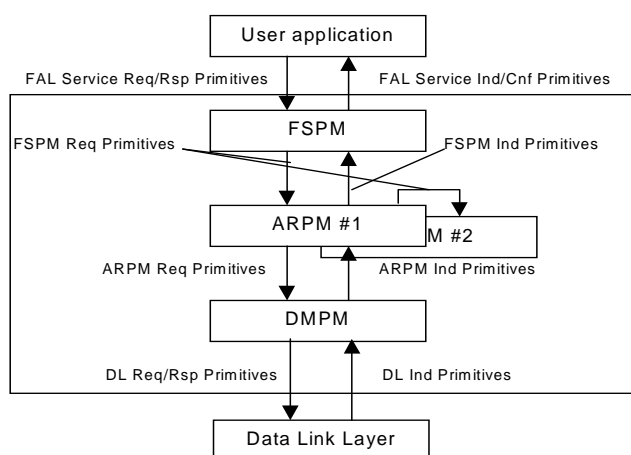 User application
FAL Service Req/Rsp Primitives
FAL Service Ind/Cnf Primitives
FSPM
FSPM Req Primitives
FSPM Ind Primitives
ARPM #1
M #2
ARPM Req Primitives
ARPM Ind Primitives
DMPM
DL Req/Rsp Primitives
DL Ind Primitives
Data Link Layer